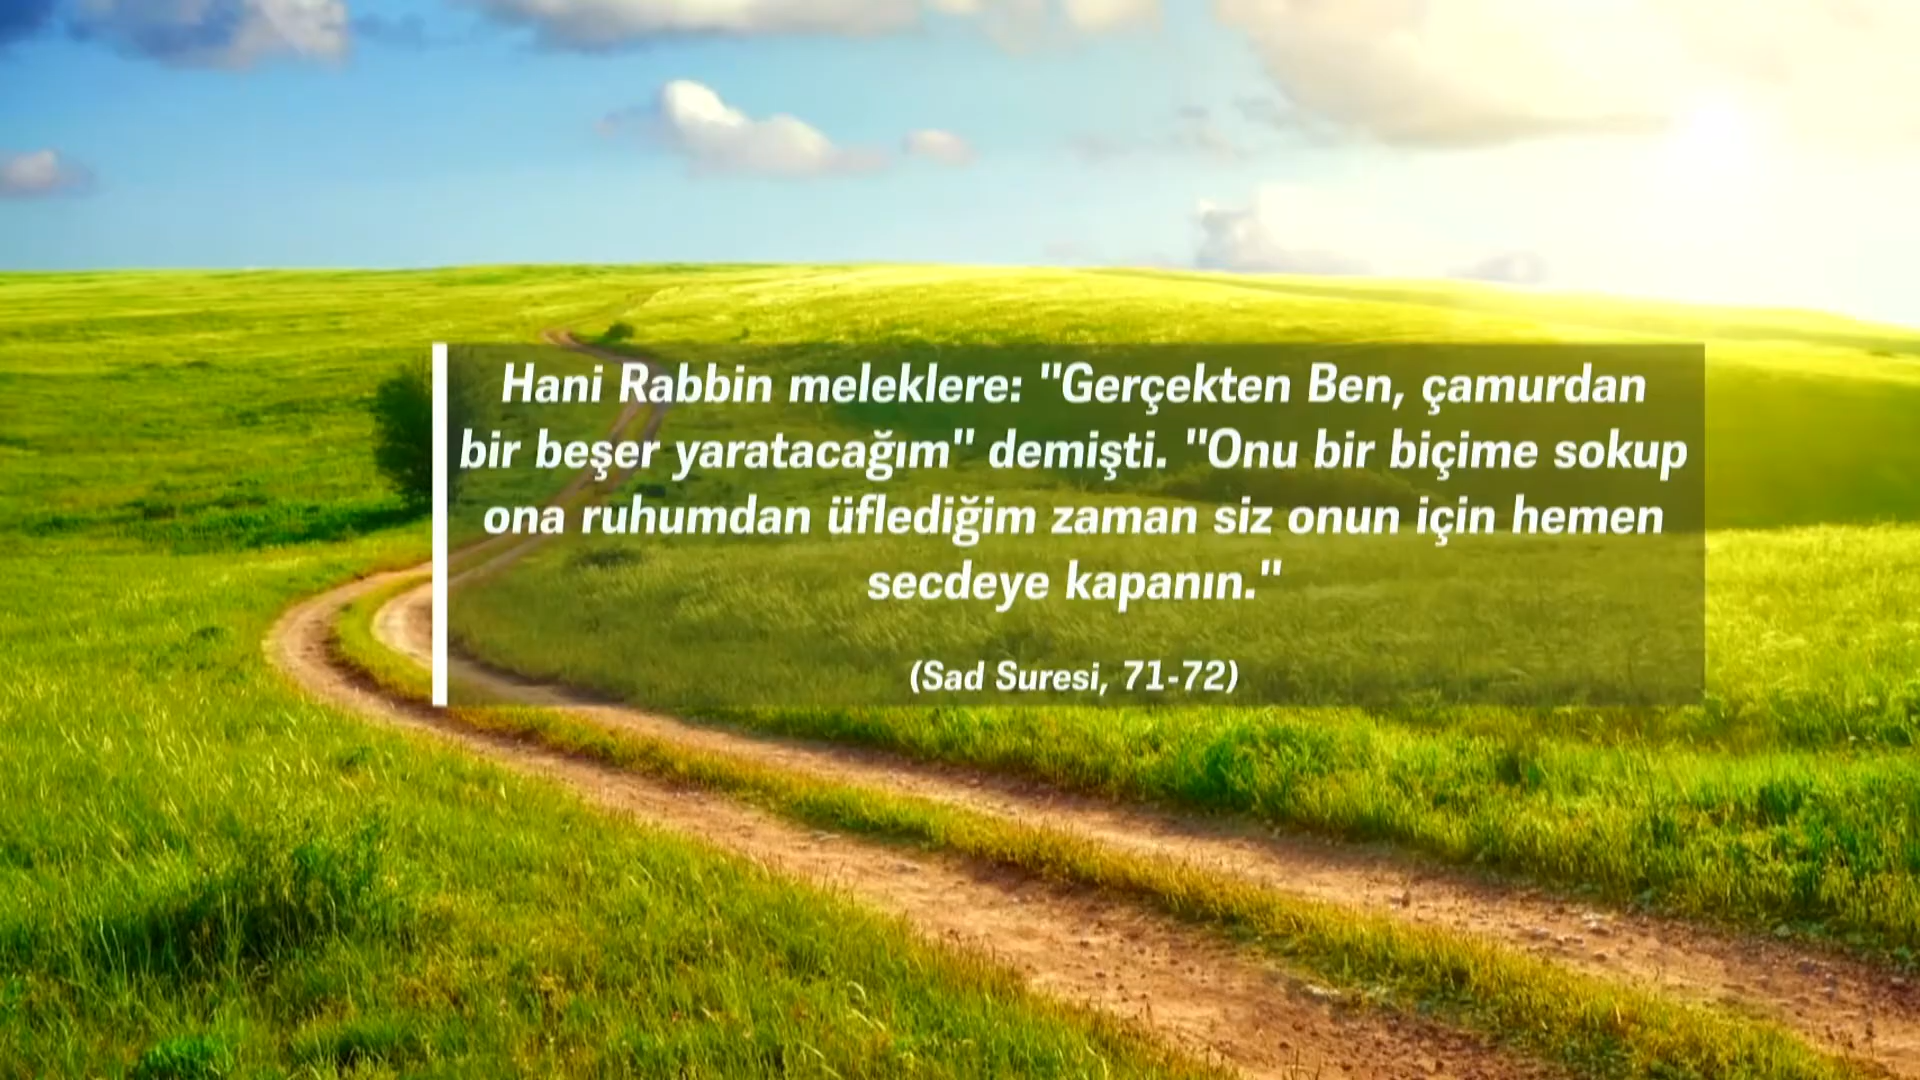 Hani Rabbin meleklere: "Gerçekten Ben, çamurdan
bir beşer yaratacağım" demişti. "Onu bir biçime sokup
ona ruhumdan üflediğim zaman siz onun için hemen
secdeye kapanın."
(Sad Suresi, 71-72)